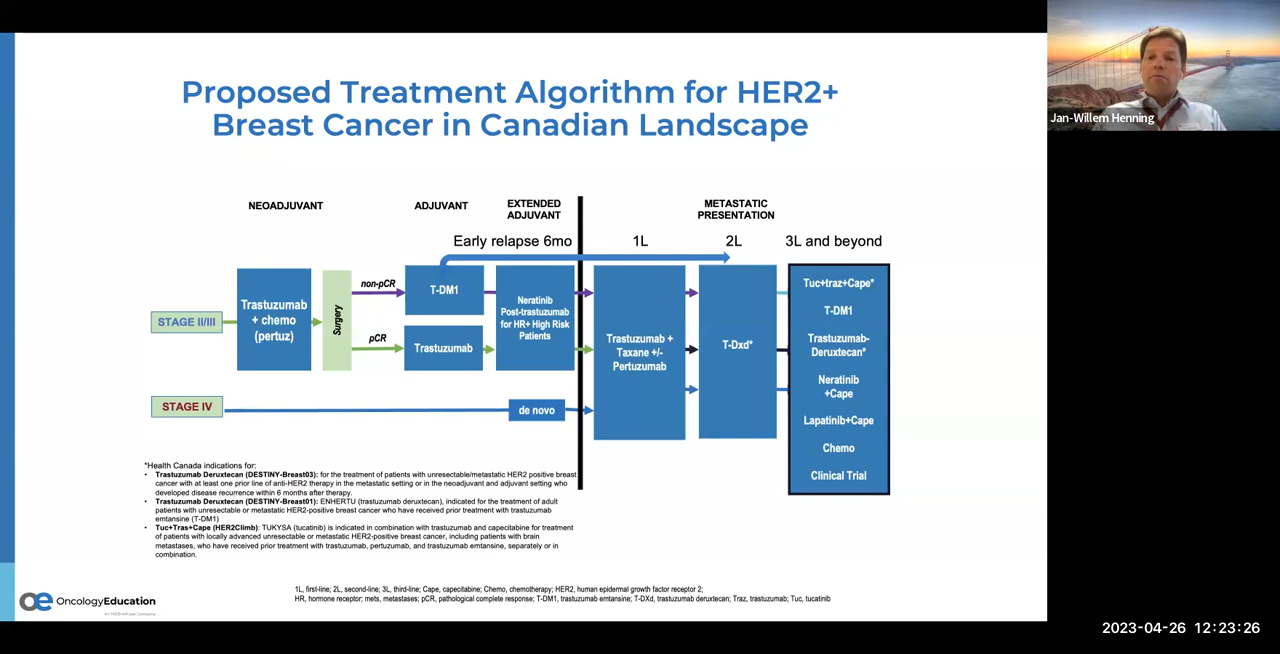 Proposed Treatment Algorithm for HER2+
Breast Cancer in Canadian Landscape
Jan-Willem Henning
NEOADJUVANT
ADJUVANT
EXTENDED
ADJUVANT
METASTATIC
PRESENTATION
Early relapse 6mo
1L
2L
3L and beyond
STAGE II/III
Trastuzumab
+ chemo
(pertuz)
Surgery
non-pCR
pCR
T-DM1
Trastuzumab
Neratinib
Post-trastuzumab
for HR+ High Risk
Patients
Trastuzumab +
Taxane +/-
Pertuzumab
T-Dxd*
Tuc+traz+Cape*
T-DM1
Trastuzumab-
Deruxtecan*
Neratinib
+Cape
Lapatinib+Cape
Chemo
Clinical Trial
STAGE IV
de novo
*Health Canada indications for:
• Trastuzumab Deruxtecan (DESTINY-Breast03): for the treatment of patients with unresectable/metastatic HER2 positive breast
cancer with at least one prior line of anti-HER2 therapy in the metastatic setting or in the neoadjuvant and adjuvant setting who
developed disease recurrence within 6 months after therapy.
• Trastuzumab Deruxtecan (DESTINY-Breast01): ENHERTU (trastuzumab deruxtecan), indicated for the treatment of adult
patients with unresectable or metastatic HER2-positive breast cancer who have received prior treatment with trastuzumab
emtansine (T-DM1)
• Tuc+Tras+Cape (HER2Climb): TUKYSA (tucatinib) is indicated in combination with trastuzumab and capecitabine for treatment
of patients with locally advanced unresectable or metastatic HER2-positive breast cancer, including patients with brain
metastases, who have received prior treatment with trastuzumab, pertuzumab, and trastuzumab emtansine, separately or in
combination.
oe OncologyEducation
1L, first-line; 2L, second-line; 3L, third-line; Cape, capecitabine; Chemo, chemotherapy; HER2, human epidermal growth factor receptor 2;
HR, hormone receptor; mets, metastases; pCR, pathological complete response; T-DM1, trastuzumab emtansine; T-DXd, trastuzumab deruxtecan; Traz, trastuzumab; Tuc, tucatinib
2023-04-26 12:23:26